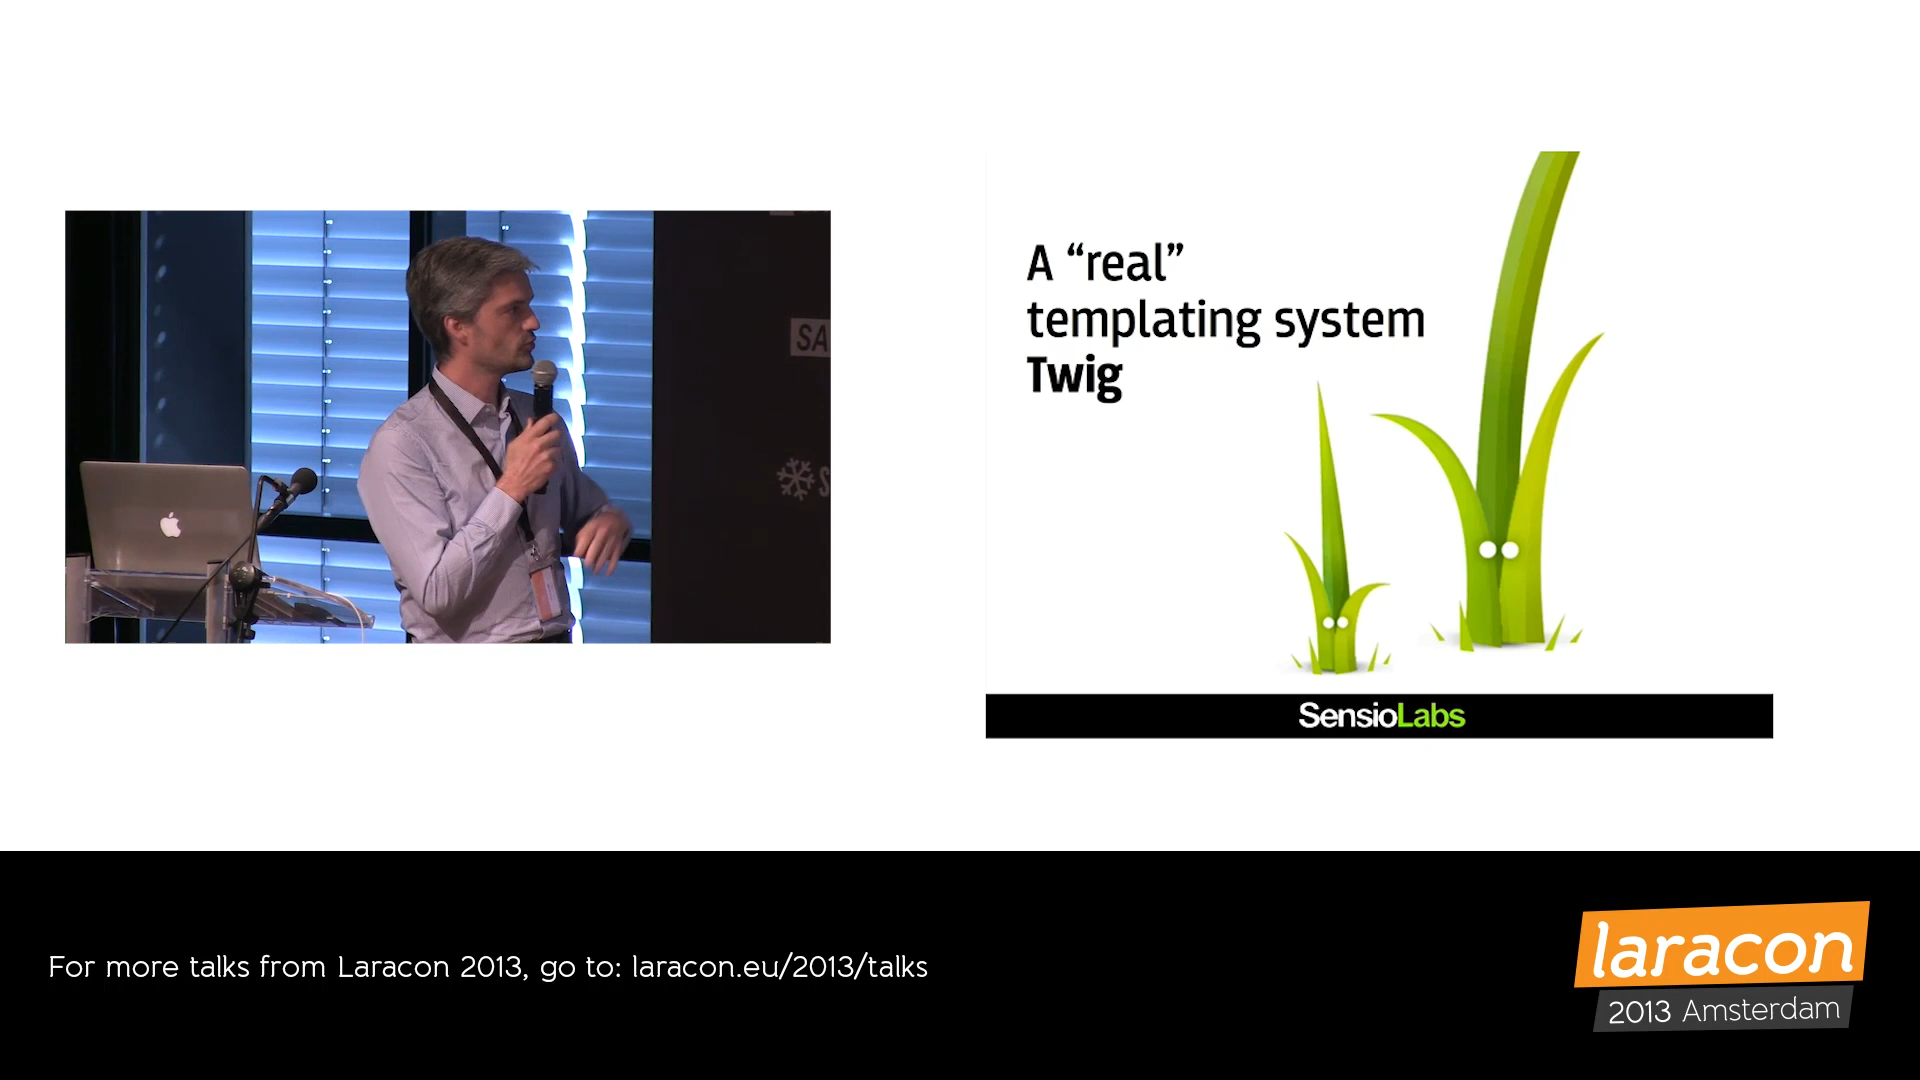 A “real”
templating system
Twig
SensioLabs
SA
S
For more talks from Laracon 2013, go to: laracon.eu/2013/talks
laracon
2013 Amsterdam